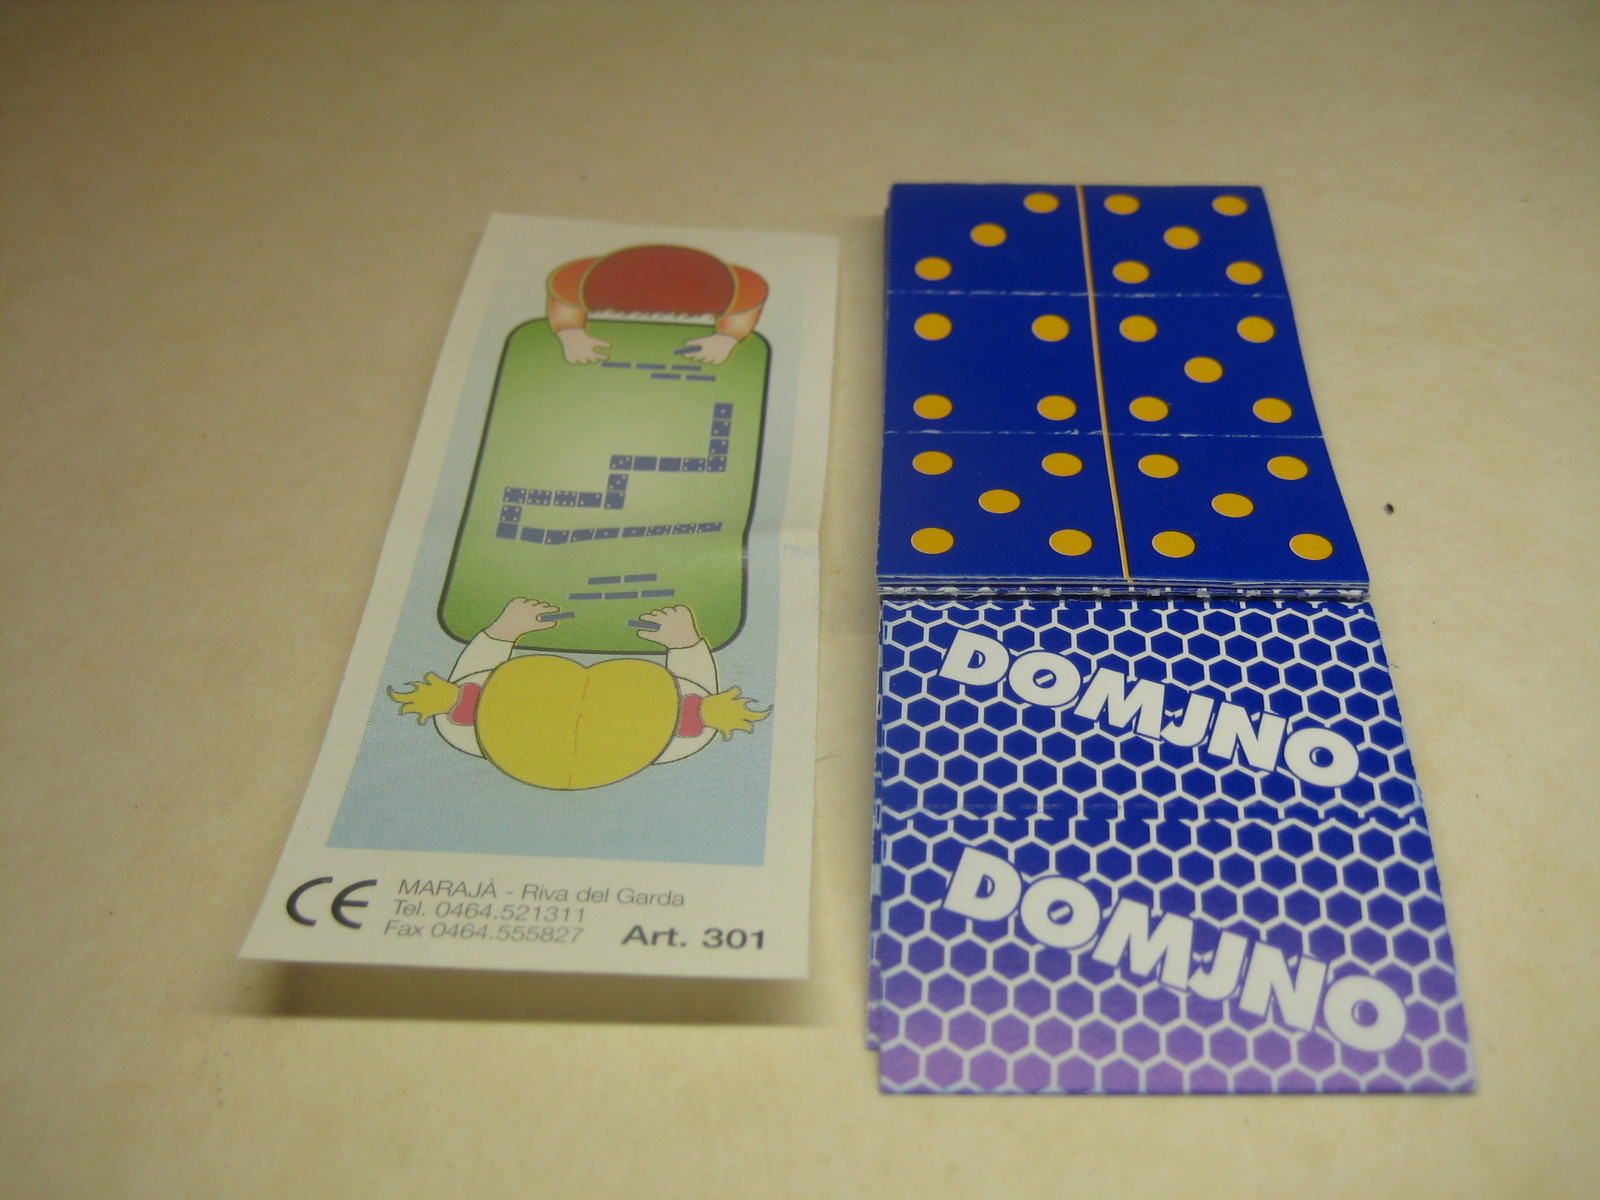 CE MARAJÀ - Riva del Garda
Tel. 0464.521311
Fax 0464.555827
Art. 301
DOMJNO
DOMJNO